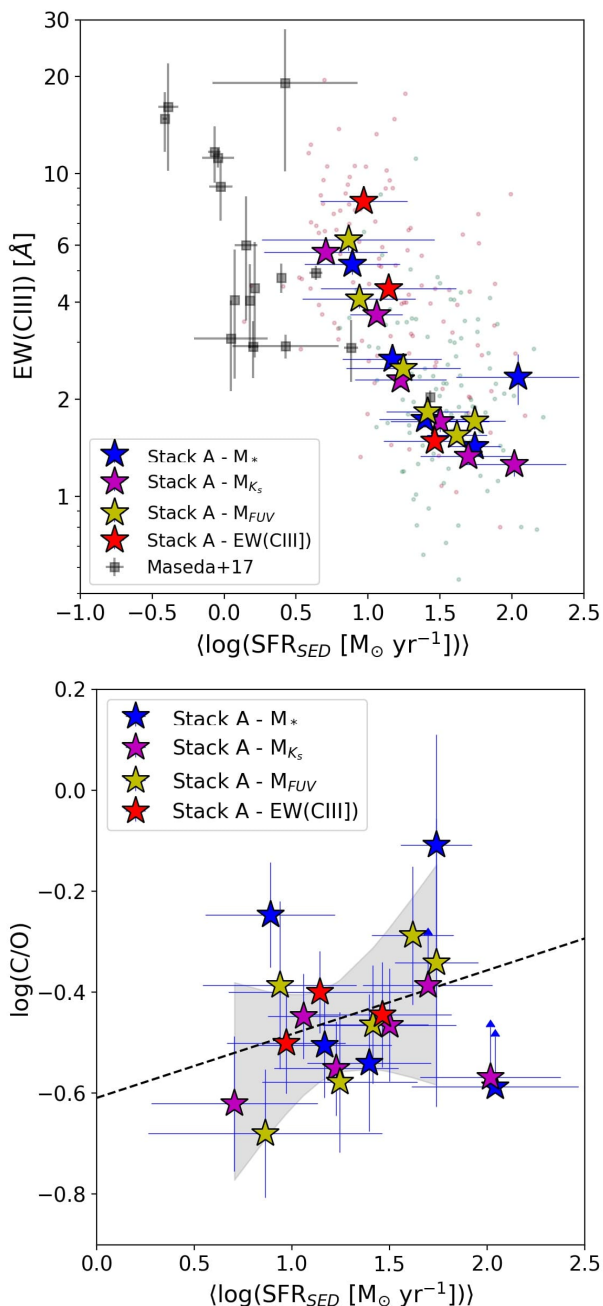 EW(CIII]) [Å]
30
20
10
6
4
2
1
Stack A - M*
Stack A - MKs
Stack A - MFUV
Stack A - EW(CIII])
Maseda+17
−1.0 −0.5 0.0 0.5 1.0 1.5 2.0 2.5
⟨log(SFRSED [M⊙ yr−1])⟩
log(C/O)
0.2
0.0
−0.2
−0.4
−0.6
−0.8
Stack A - M*
Stack A - MKs
Stack A - MFUV
Stack A - EW(CIII])
0.0 0.5 1.0 1.5 2.0 2.5
⟨log(SFRSED [M⊙ yr−1])⟩